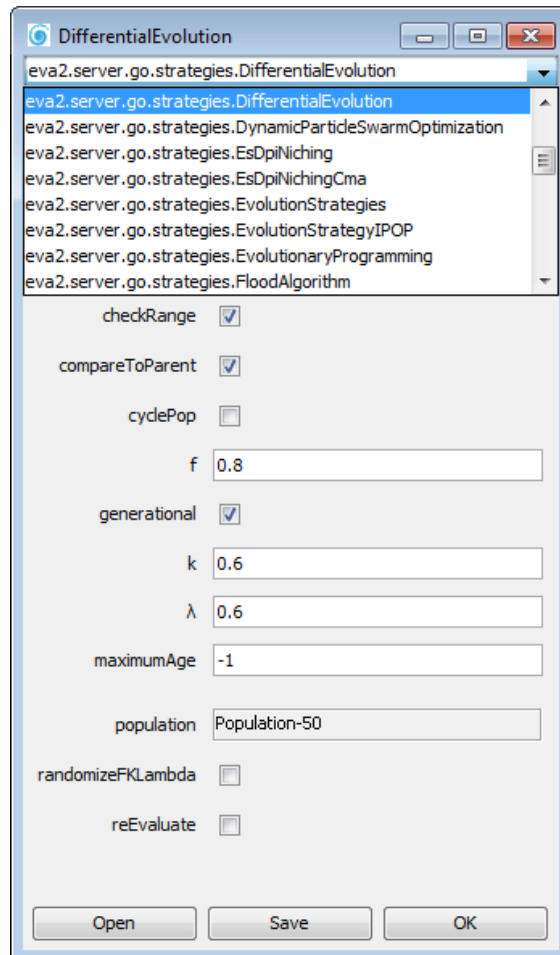 DifferentialEvolution
eva2.server.go.strategies.DifferentialEvolution
eva2.server.go.strategies.DifferentialEvolution
eva2.server.go.strategies.DynamicParticleSwarmOptimization
eva2.server.go.strategies.EsDpiNiching
eva2.server.go.strategies.EsDpiNichingCma
eva2.server.go.strategies.EvolutionStrategies
eva2.server.go.strategies.EvolutionStrategyIPOP
eva2.server.go.strategies.EvolutionaryProgramming
eva2.server.go.strategies.FloodAlgorithm
checkRange
compareToParent
cyclePop
f 0.8
generational
k 0.6
λ 0.6
maximumAge -1
population Population-50
randomizeFKLambda
reEvaluate
Open Save OK